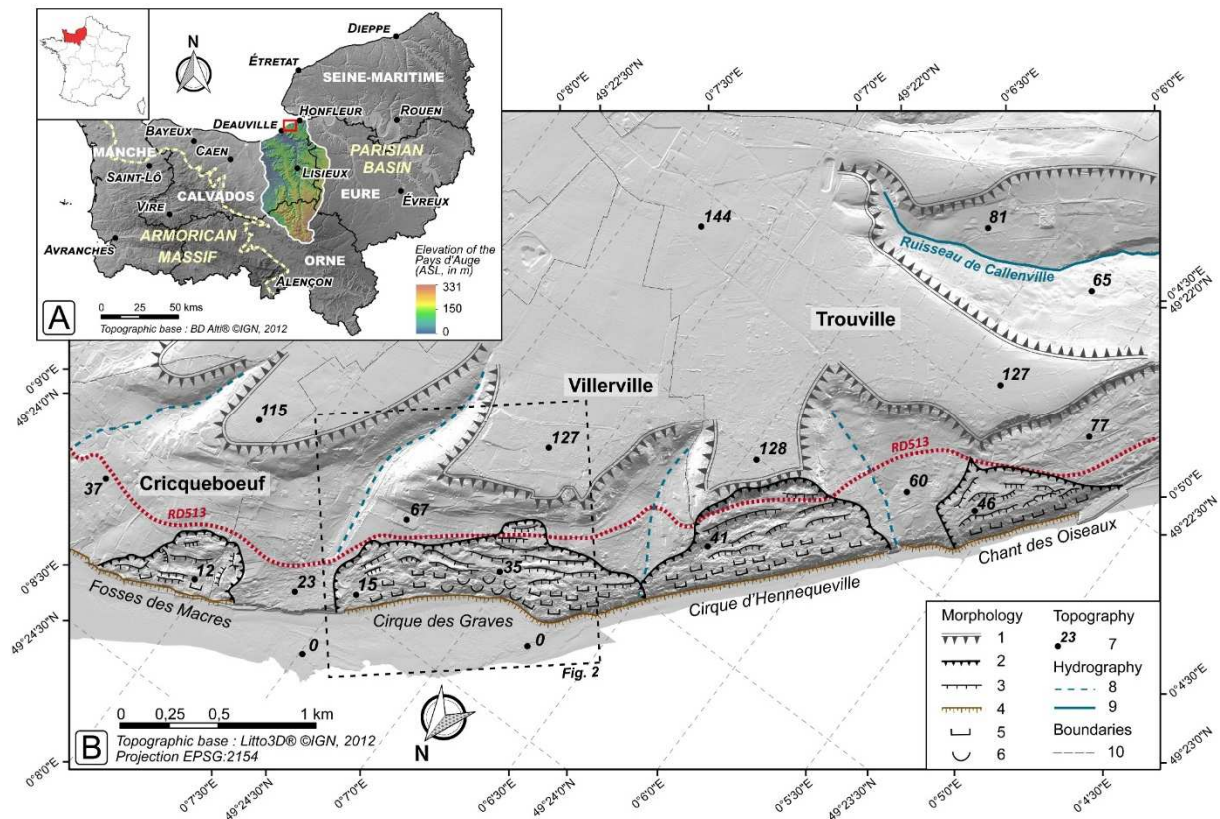 DIEPPE
N
ÉTRETAT
SEINE-MARITIME
HONFLEUR
ROUEN
DEAUVILLE
BAYEUX
MANCHE
CAEN
PARISIAN
BASIN
SAINT-LÔ
LISIEUX
CALVADOS
EURE
ÉVREUX
VIRE
ARMORICAN
MASSIF
AVRANCHES
ORNE
ALENÇON
Elevation of the
Pays d'Auge
(ASL, in m)
331
150
0
A
0 25 50 kms
Topographic base : BD Alti® ©IGN, 2012
0°8'0"E
49°22'30"N
0°7'30"E
0°7'0"E
49°22'0"N
0°6'30"E
0°6'0"E
144
81
Ruisseau de Callenville
65
0°4'30"E
49°22'0"N
Trouville
0°9'0"E
49°24'0"N
Villerville
127
115
127
128
77
RD513
37
Cricqueboeuf
RD513
67
60
46
0°5'0"E
49°22'30"N
41
35
Chant des Oiseaux
12
23
15
0°8'30"E
49°24'30"N
Fosses des Macres
Cirque des Graves
Cirque d'Hennequeville
0
0
Fig. 2
Morphology
1
2
3
4
5
6
Topography
23
7
Hydrography
8
9
Boundaries
10
0°4'30"E
49°23'0"N
0 0,25 0,5 1 km
N
B
Topographic base : Litto3D® ©IGN, 2012
Projection EPSG:2154
0°8'0"E
0°7'30"E
49°24'30"N
0°7'0"E
0°6'30"E
49°24'0"N
0°6'0"E
0°5'30"E
49°23'30"N
0°5'0"E
0°4'30"E